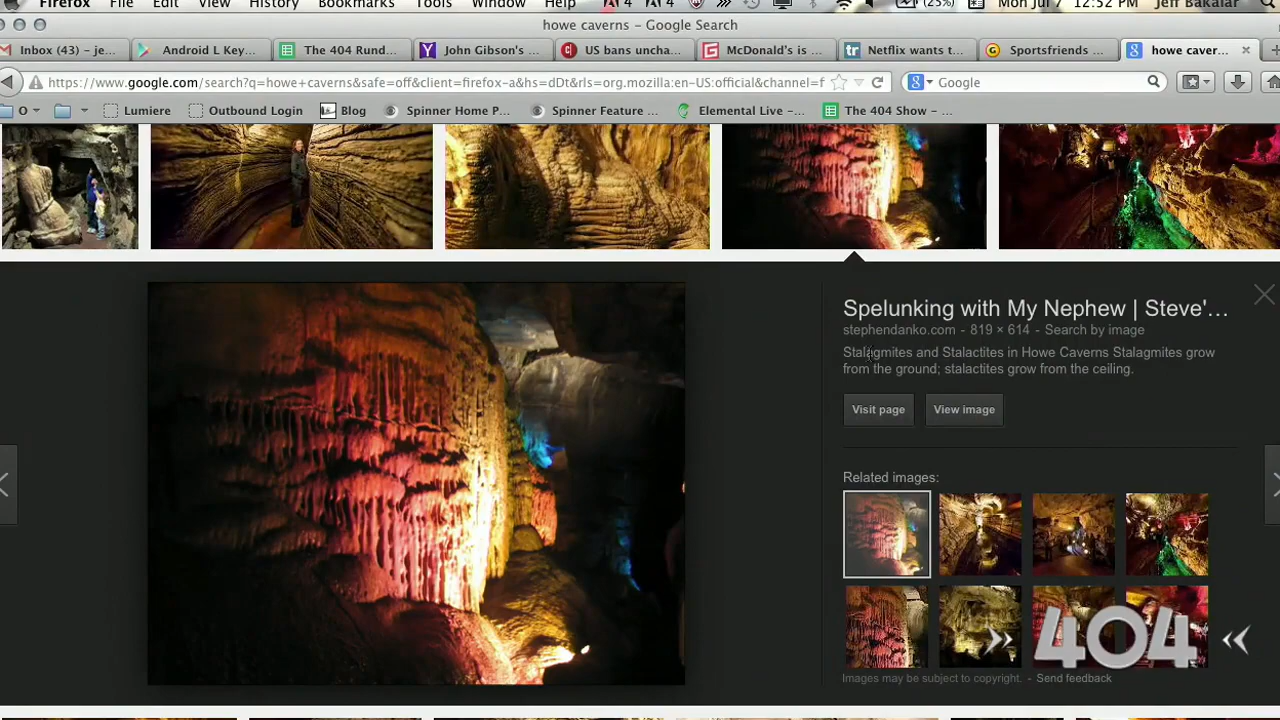 Firefox File Edit View History Bookmarks Tools Window Help 4 4 (25%) Mon Jul 7 12:52 PM Jeff Bakalar
howe caverns – Google Search
Inbox (43) – je... Android L Key... The 404 Rund... John Gibson's ... US bans uncha... McDonald's is ... Netflix wants t... Sportsfriends ... howe caver...
https://www.google.com/search?q=howe+caverns&safe=off&client=firefox-a&hs=dDt&rls=org.mozilla:en-US:official&channel=f Google
O Lumiere Outbound Login Blog Spinner Home P... Spinner Feature ... Elemental Live – ... The 404 Show – ...
Spelunking with My Nephew | Steve'...
stephendanko.com - 819 × 614 - Search by image
Stalagmites and Stalactites in Howe Caverns Stalagmites grow
from the ground; stalactites grow from the ceiling.
Visit page View image
Related images:
404
Images may be subject to copyright. - Send feedback